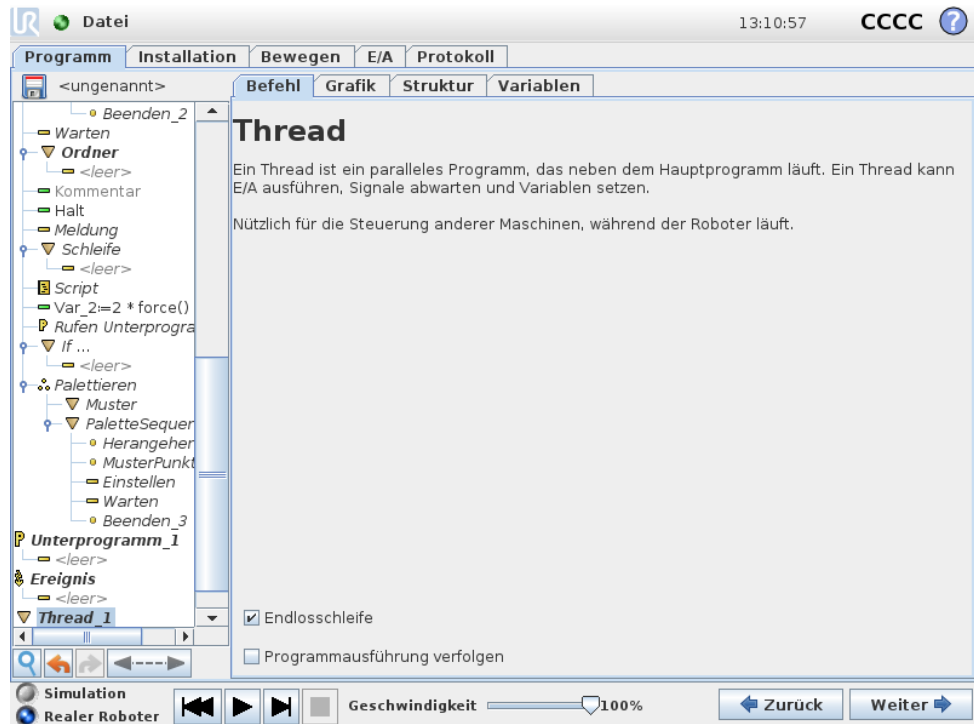 UR Datei 13:10:57 CCCC ?
Programm Installation Bewegen E/A Protokoll
<ungenannt>
Befehl Grafik Struktur Variablen
Beenden_2
Warten
Ordner
<leer>
Kommentar
Halt
Meldung
Schleife
<leer>
Script
Var_2:=2 * force()
Rufen Unterprogra
If ...
<leer>
Palettieren
Muster
PaletteSequer
Herangeher
MusterPunkt
Einstellen
Warten
Beenden_3
Unterprogramm_1
<leer>
Ereignis
<leer>
Thread_1
Thread
Ein Thread ist ein paralleles Programm, das neben dem Hauptprogramm läuft. Ein Thread kann
E/A ausführen, Signale abwarten und Variablen setzen.
Nützlich für die Steuerung anderer Maschinen, während der Roboter läuft.
Endlosschleife
Programmausführung verfolgen
Simulation
Realer Roboter
Geschwindigkeit 100%
Zurück Weiter